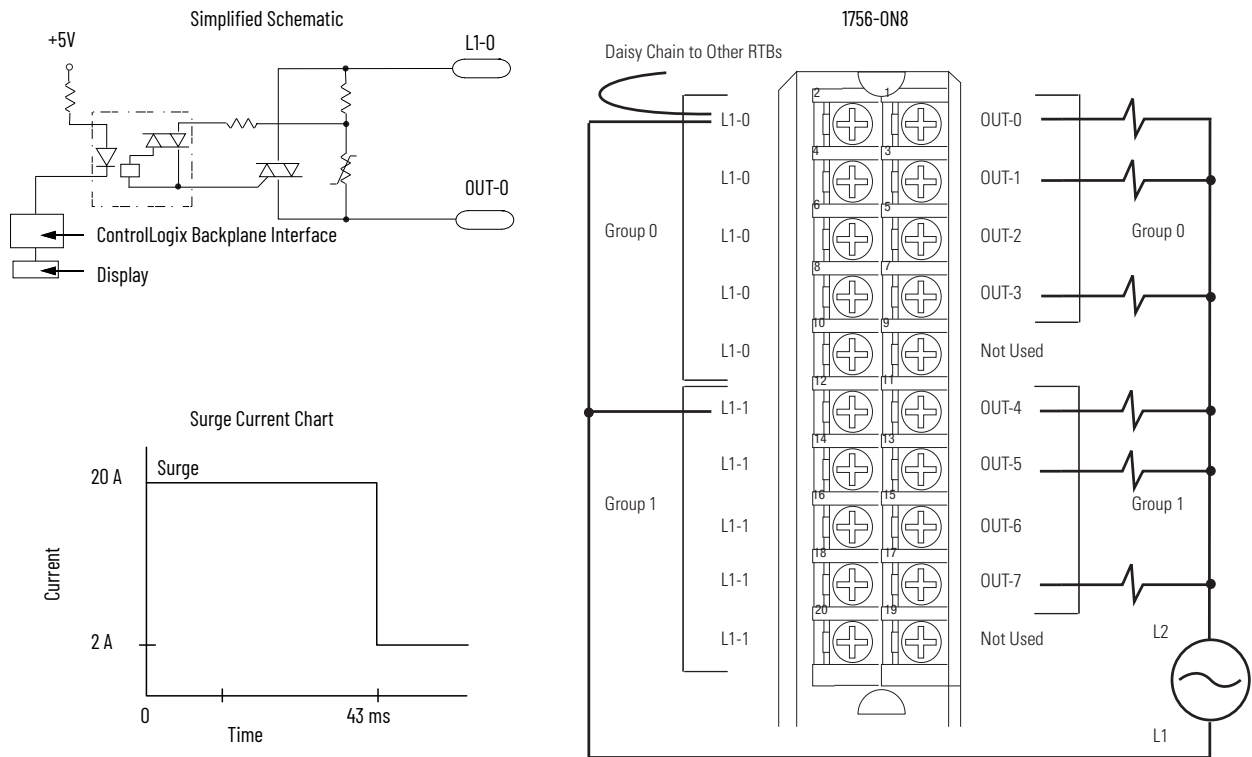 Simplified Schematic
+5V
L1-0
OUT-0
ControlLogix Backplane Interface
Display
Surge Current Chart
20 A
Surge
Current
2 A
0
43 ms
Time
1756-ON8
Daisy Chain to Other RTBs
2 1
L1-0 OUT-0
4 3
L1-0 OUT-1
6 5
Group 0 L1-0 OUT-2 Group 0
8 7
L1-0 OUT-3
10 9
L1-0 Not Used
12 11
L1-1 OUT-4
14 13
L1-1 OUT-5
16 15
Group 1 L1-1 OUT-6 Group 1
18 17
L1-1 OUT-7
20 19
L1-1 Not Used
L2
L1